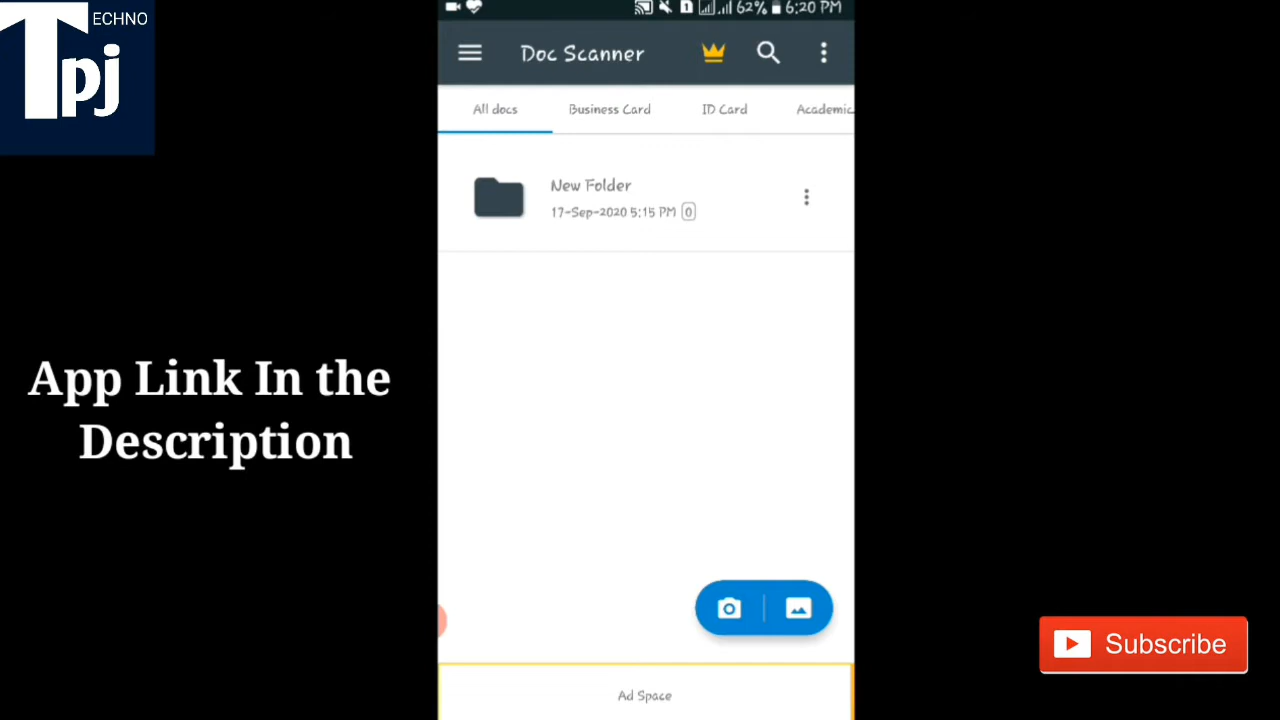 TECHNO
pj
62% 6:20 PM
Doc Scanner
All docs
Business Card
ID Card
Academic
New Folder
17-Sep-2020 5:15 PM 0
App Link In the
Description
Subscribe
Ad Space